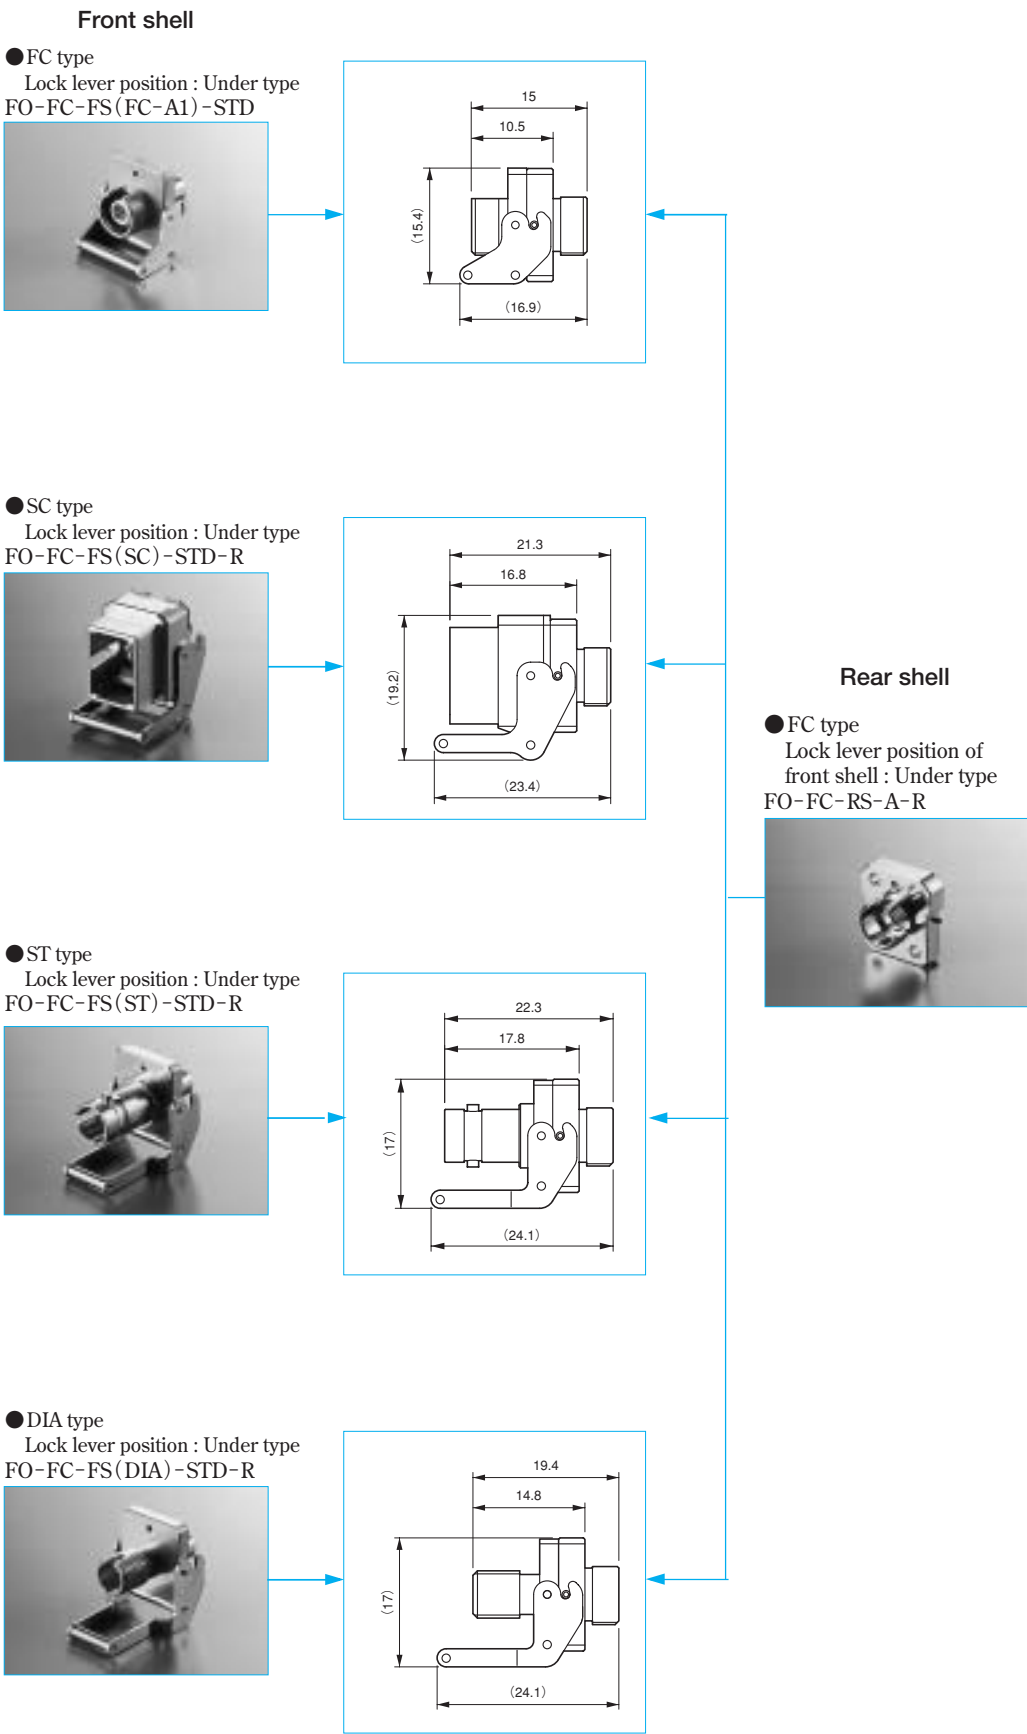 Front shell
●FC type
Lock lever position : Under type
FO-FC-FS(FC-A1)-STD
15
10.5
(15.4)
(16.9)
●SC type
Lock lever position : Under type
FO-FC-FS(SC)-STD-R
21.3
16.8
(19.2)
(23.4)
Rear shell
●FC type
Lock lever position of
front shell : Under type
FO-FC-RS-A-R
●ST type
Lock lever position : Under type
FO-FC-FS(ST)-STD-R
22.3
17.8
(17)
(24.1)
●DIA type
Lock lever position : Under type
FO-FC-FS(DIA)-STD-R
19.4
14.8
(17)
(24.1)